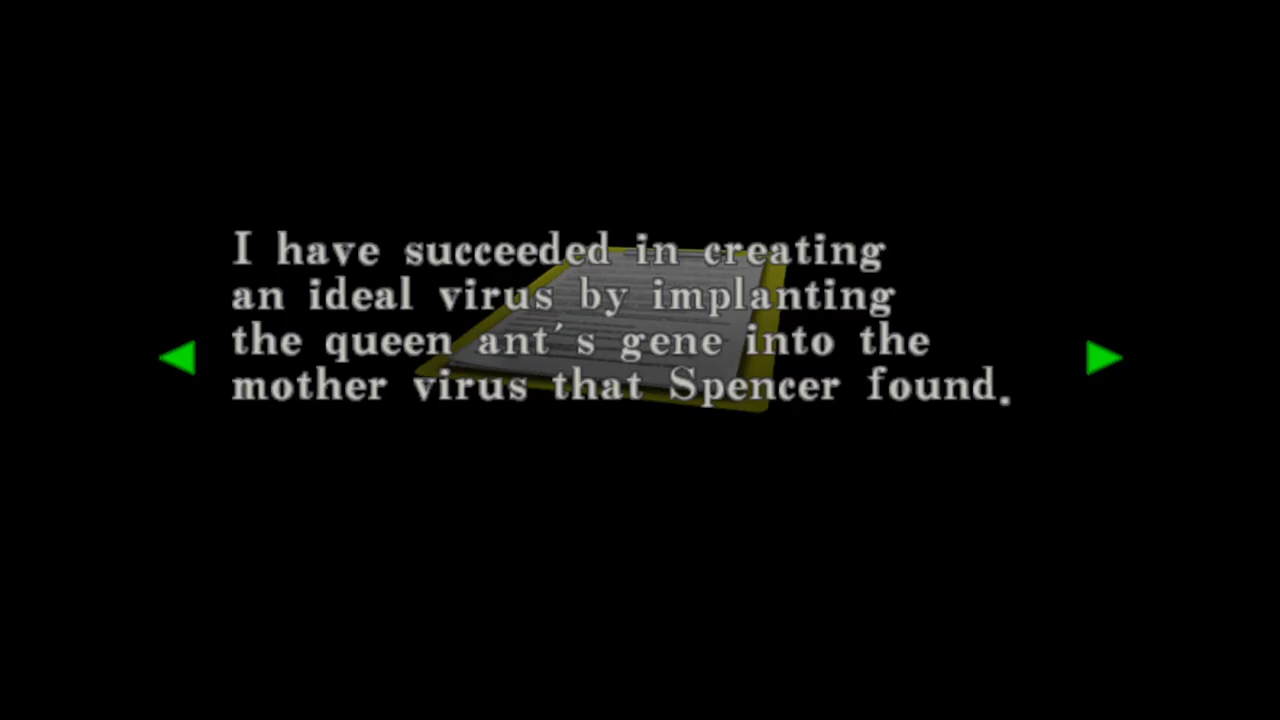 I have succeeded in creating
an ideal virus by implanting
the queen ant's gene into the
mother virus that Spencer found.